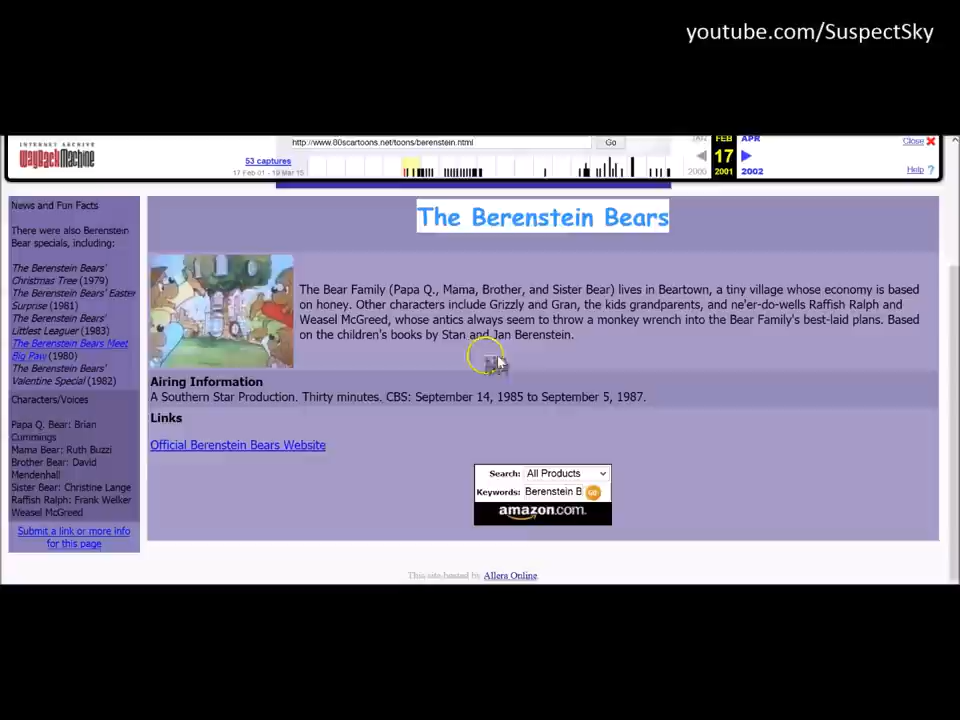 youtube.com/SuspectSky
INTERNET ARCHIVE
WayBackMachine
http://www.80scartoons.net/toons/berenstein.html
Go
FEB
APR
Close
53 captures
17
17 Feb 01 - 19 Mar 15
2000
2001
2002
Help ?
News and Fun Facts
There were also Berenstein
Bear specials, including:
The Berenstein Bears'
Christmas Tree (1979)
The Berenstein Bears' Easter
Surprise (1981)
The Berenstein Bears'
Littlest Leaguer (1983)
The Berenstein Bears Meet
Big Paw (1980)
The Berenstein Bears'
Valentine Special (1982)
Characters/Voices
Papa Q. Bear: Brian
Cummings
Mama Bear: Ruth Buzzi
Brother Bear: David
Mendenhall
Sister Bear: Christine Lange
Raffish Ralph: Frank Welker
Weasel McGreed
Submit a link or more info
for this page
The Berenstein Bears
The Bear Family (Papa Q., Mama, Brother, and Sister Bear) lives in Beartown, a tiny village whose economy is based
on honey. Other characters include Grizzly and Gran, the kids grandparents, and ne'er-do-wells Raffish Ralph and
Weasel McGreed, whose antics always seem to throw a monkey wrench into the Bear Family's best-laid plans. Based
on the children's books by Stan and Jan Berenstein.
Airing Information
A Southern Star Production. Thirty minutes. CBS: September 14, 1985 to September 5, 1987.
Links
Official Berenstein Bears Website
Search: All Products
Keywords: Berenstein B GO
amazon.com.
This site hosted by Allera Online